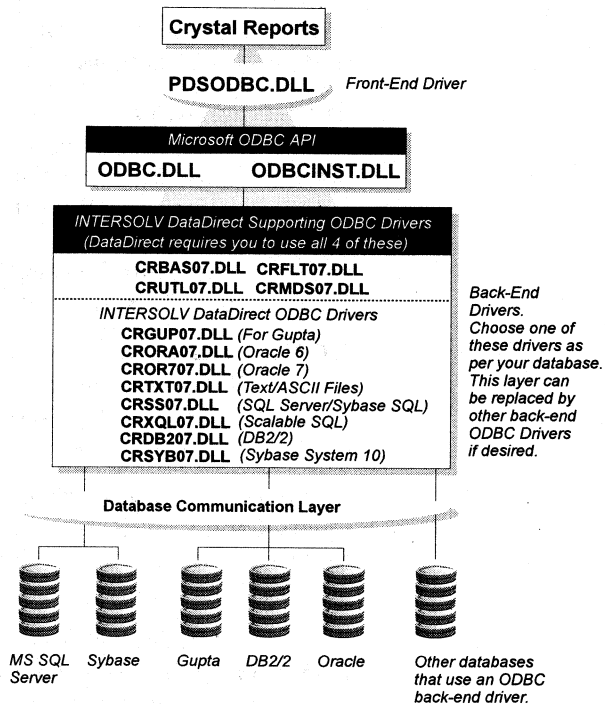 Crystal Reports
PDSODBC.DLL
Front-End Driver
Microsoft ODBC API
ODBC.DLL ODBCINST.DLL
INTERSOLV DataDirect Supporting ODBC Drivers
(DataDirect requires you to use all 4 of these)
CRBAS07.DLL CRFLT07.DLL
CRUTL07.DLL CRMDS07.DLL
INTERSOLV DataDirect ODBC Drivers
CRGUP07.DLL (For Gupta)
CRORA07.DLL (Oracle 6)
CROR707.DLL (Oracle 7)
CRTXT07.DLL (Text/ASCII Files)
CRSS07.DLL (SQL Server/Sybase SQL)
CRXQL07.DLL (Scalable SQL)
CRDB207.DLL (DB2/2)
CRSYB07.DLL (Sybase System 10)
Back-End
Drivers.
Choose one of
these drivers as
per your database.
This layer can
be replaced by
other back-end
ODBC Drivers
if desired.
Database Communication Layer
MS SQL
Server
Sybase
Gupta
DB2/2
Oracle
Other databases
that use an ODBC
back-end driver.